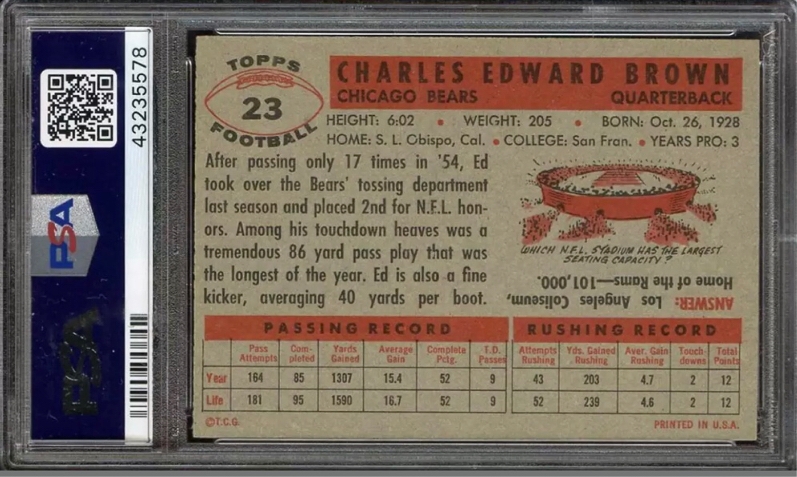 43235578
PSA
PSA
TOPPS
23
FOOTBALL
CHARLES EDWARD BROWN
CHICAGO BEARS QUARTERBACK
HEIGHT: 6:02 • WEIGHT: 205 • BORN: Oct. 26, 1928
HOME: S. L. Obispo, Cal. • COLLEGE: San Fran. • YEARS PRO: 3
After passing only 17 times in '54, Ed
took over the Bears' tossing department
last season and placed 2nd for N.F.L. hon-
ors. Among his touchdown heaves was a
tremendous 86 yard pass play that was
the longest of the year. Ed is also a fine
kicker, averaging 40 yards per boot.
WHICH N.F.L. STADIUM HAS THE LARGEST
SEATING CAPACITY?
ANSWER: Los Angeles Coliseum,
Home of the Rams—101,000.
PASSING RECORD
Pass Attempts Com-pleted Yards Gained Average Gain Complete Pctg. T.D. Passes
Year 164 85 1307 15.4 52 9
Life 181 95 1590 16.7 52 9
RUSHING RECORD
Attempts Rushing Yds. Gained Rushing Aver. Gain Rushing Touch-downs Total Points
43 203 4.7 2 12
52 239 4.6 2 12
©T.C.G. PRINTED IN U.S.A.